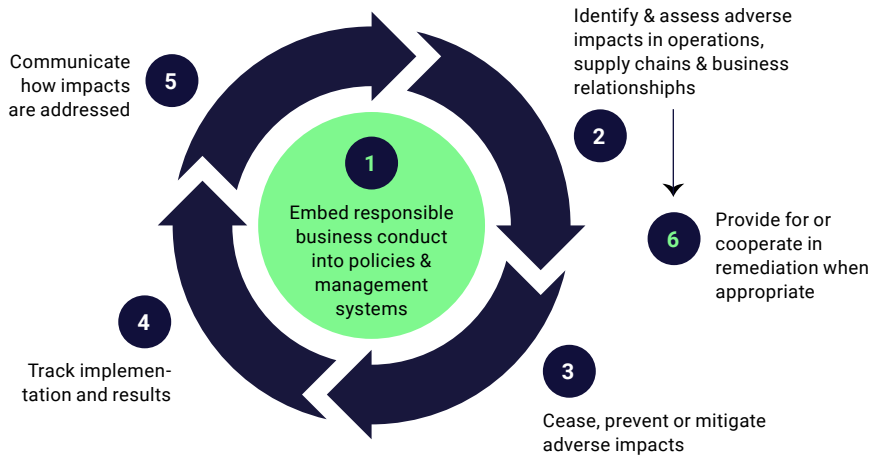 1
Embed responsible
business conduct
into policies &
management
systems
Identify & assess adverse
impacts in operations,
supply chains & business
relationshiphs
2
3
Cease, prevent or mitigate
adverse impacts
4
Track implemen-
tation and results
5
Communicate
how impacts
are addressed
6
Provide for or
cooperate in
remediation when
appropriate